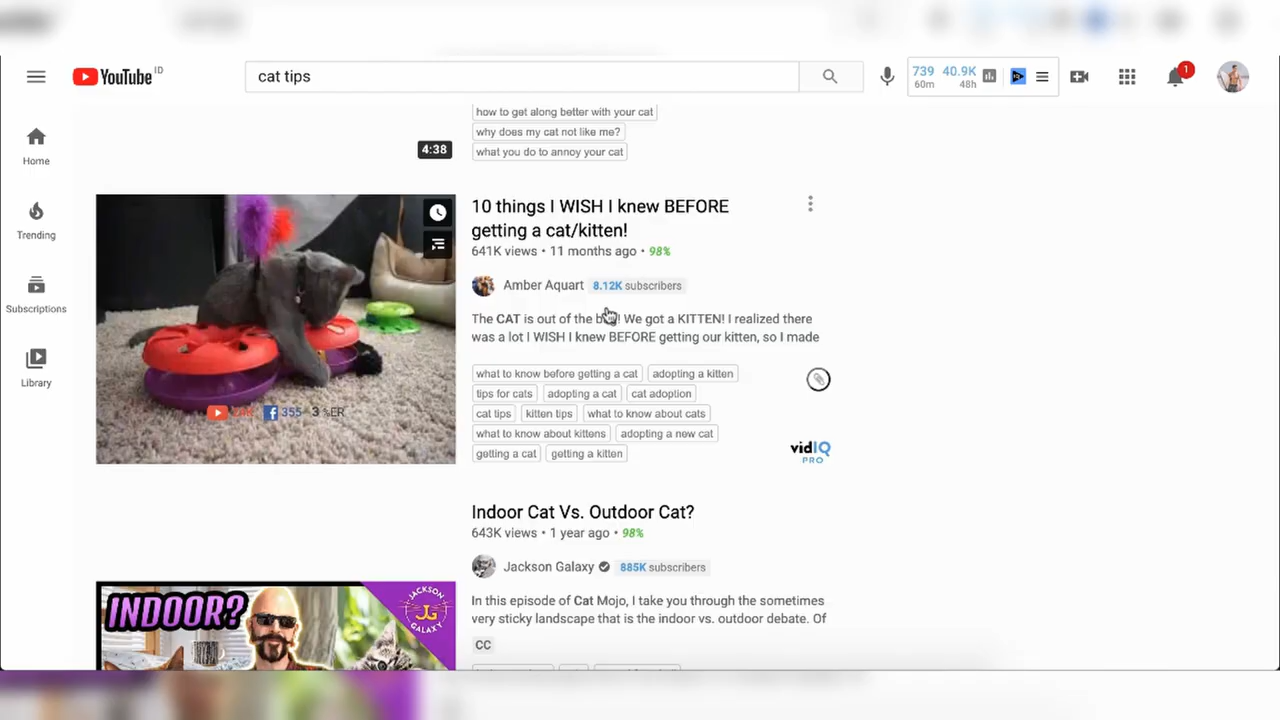 YouTube ID
cat tips
739 40.9K
60m 48h
1
Home
Trending
Subscriptions
Library
4:38
how to get along better with your cat
why does my cat not like me?
what you do to annoy your cat
10 things I WISH I knew BEFORE
getting a cat/kitten!
641K views • 11 months ago • 98%
Amber Aquart 8.12K subscribers
The CAT is out of the We got a KITTEN! I realized there
was a lot I WISH I knew BEFORE getting our kitten, so I made
what to know before getting a cat adopting a kitten
tips for cats adopting a cat cat adoption
cat tips kitten tips what to know about cats
what to know about kittens adopting a new cat
getting a cat getting a kitten
355 3 %ER
vidIQ
PRO
Indoor Cat Vs. Outdoor Cat?
643K views • 1 year ago • 98%
Jackson Galaxy 885K subscribers
In this episode of Cat Mojo, I take you through the sometimes
very sticky landscape that is the indoor vs. outdoor debate. Of
CC
INDOOR?
JACKSON
JG
GALAXY